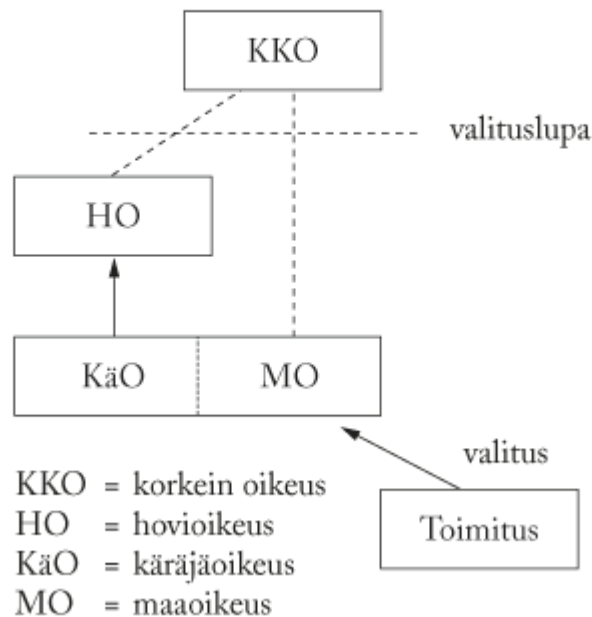 KKO
valituslupa
HO
KäO
MO
valitus
Toimitus
KKO = korkein oikeus
HO = hovioikeus
KäO = käräjäoikeus
MO = maaoikeus